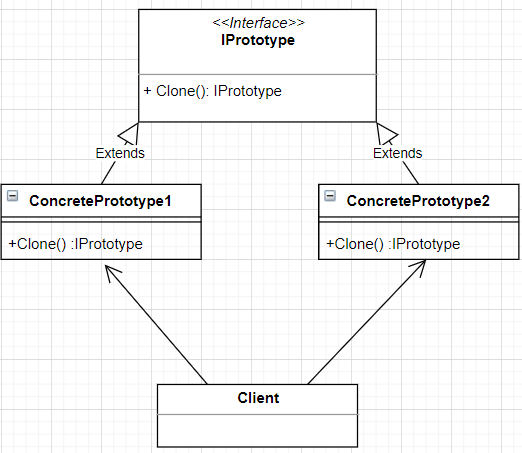 <<Interface>>
IPrototype
+ Clone(): IPrototype
Extends
Extends
ConcretePrototype1
ConcretePrototype2
+Clone() :IPrototype
+Clone() :IPrototype
Client